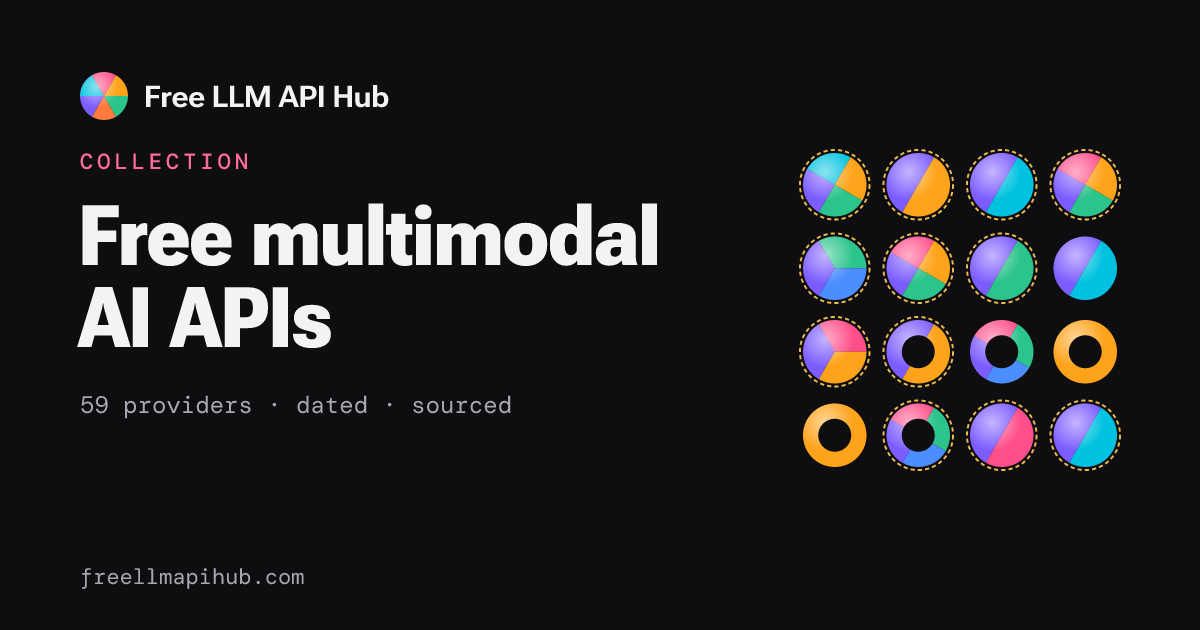 Free LLM API Hub
COLLECTION
Free multimodal
AI APIs
59 providers · dated · sourced
freellmapihub.com